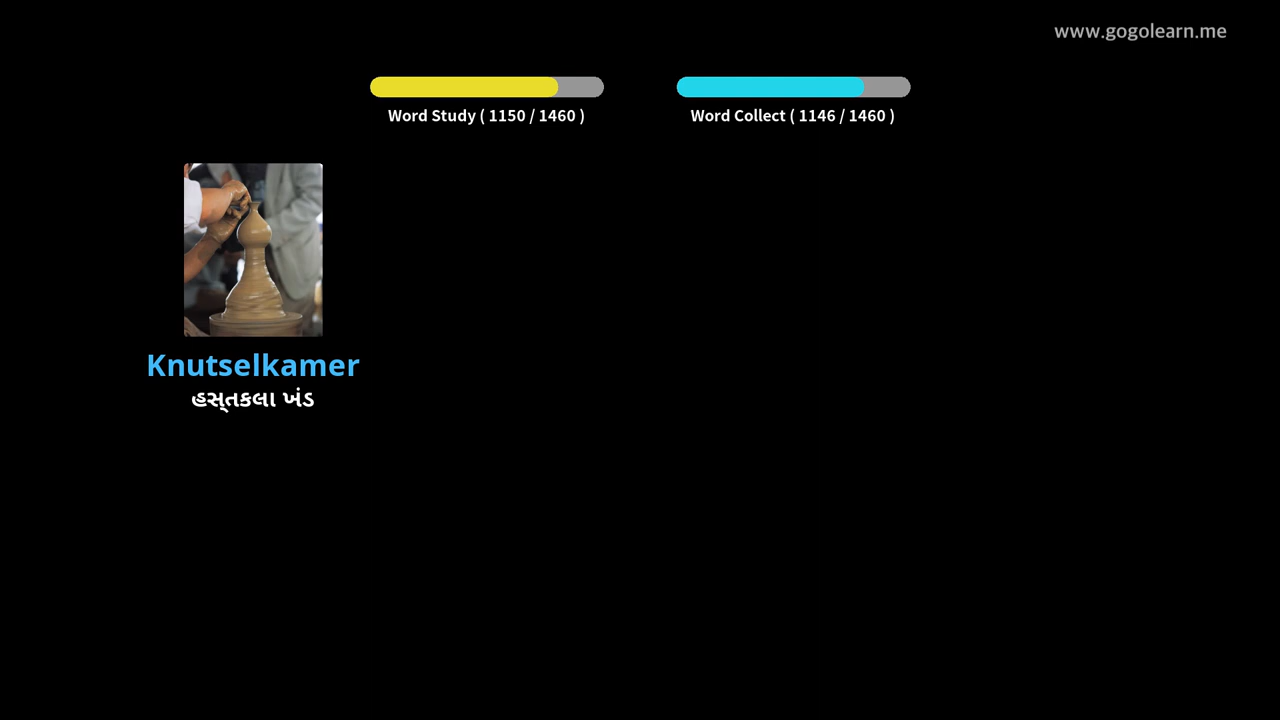 www.gogolearn.me
Word Study ( 1150 / 1460 )
Word Collect ( 1146 / 1460 )
Knutselkamer
હસ્તકલા ખંડ